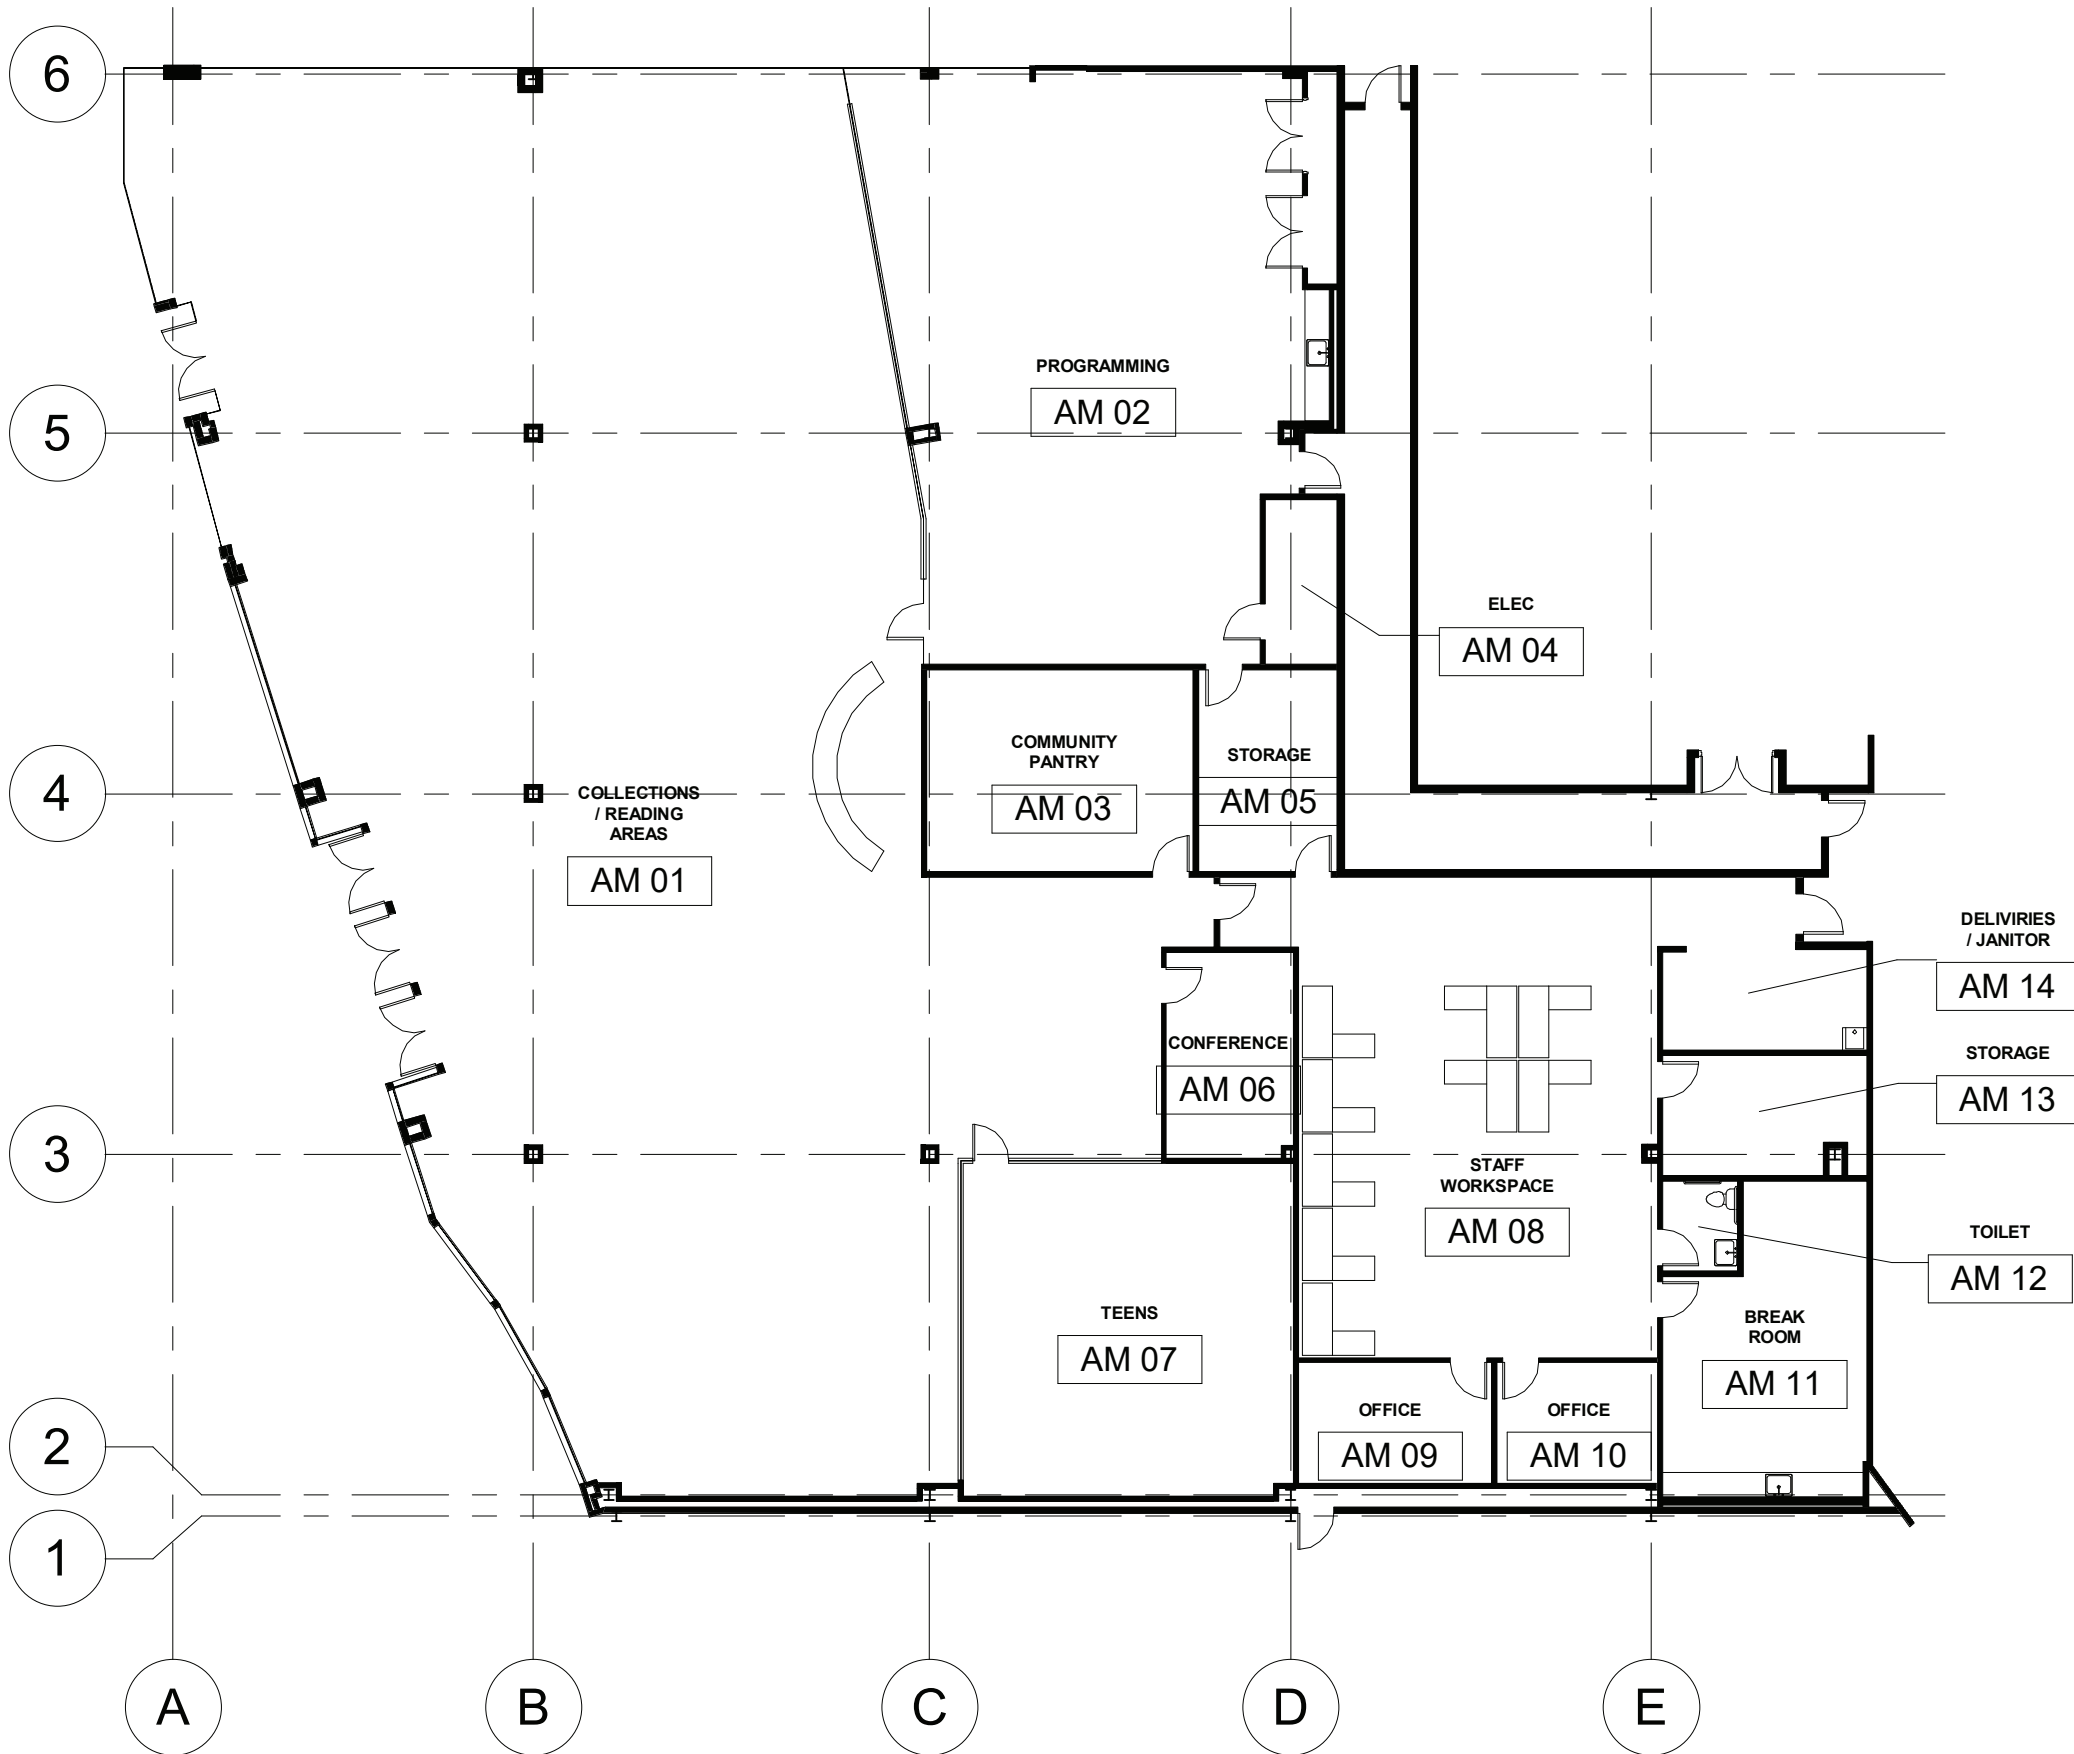 6
PROGRAMMING
AM 02
5
ELEC
AM 04
COMMUNITY
PANTRY
AM 03
STORAGE
AM 05
4
COLLECTIONS
/ READING
AREAS
AM 01
DELIVIRIES
/ JANITOR
AM 14
CONFERENCE
AM 06
STORAGE
AM 13
3
STAFF
WORKSPACE
AM 08
TOILET
AM 12
TEENS
AM 07
BREAK
ROOM
AM 11
OFFICE
AM 09
OFFICE
AM 10
2
1
A
B
C
D
E